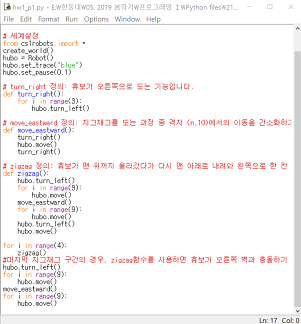 hw1_p1.py - E:\한동대\05. 2019 농학기\프로그래밍 I\Python files\21...
File Edit Format Run Options Window Help
# 세계설정
from cs1robots import *
create_world()
hubo = Robot()
hubo.set_trace("blue")
hubo.set_pause(0.1)
# turn_right 정의: 휴보가 오른쪽으로 도는 기능입니다.
def turn_right():
for i in range(3):
hubo.turn_left()
# move_eastward 정의: 지그재그를 도는 과정 중 격자 (n,10)에서의 이동을 간소화하기
def move_eastward():
turn_right()
hubo.move()
turn_right()
# zigzap 정의: 휴보가 맨 위까지 올라갔다가 다시 맨 아래로 내려와 왼쪽으로 한 칸
def zigzap():
hubo.turn_left()
for i in range(9):
hubo.move()
move_eastward()
for i in range(9):
hubo.move()
hubo.turn_left()
hubo.move()
for i in range(4):
zigzap()
#마지막 지그재그 구간의 경우, zigzap함수를 사용하면 휴보가 오른쪽 벽과 충돌하기
hubo.turn_left()
for i in range(9):
hubo.move()
move_eastward()
for i in range(9):
hubo.move()
Ln: 17 Col: 0